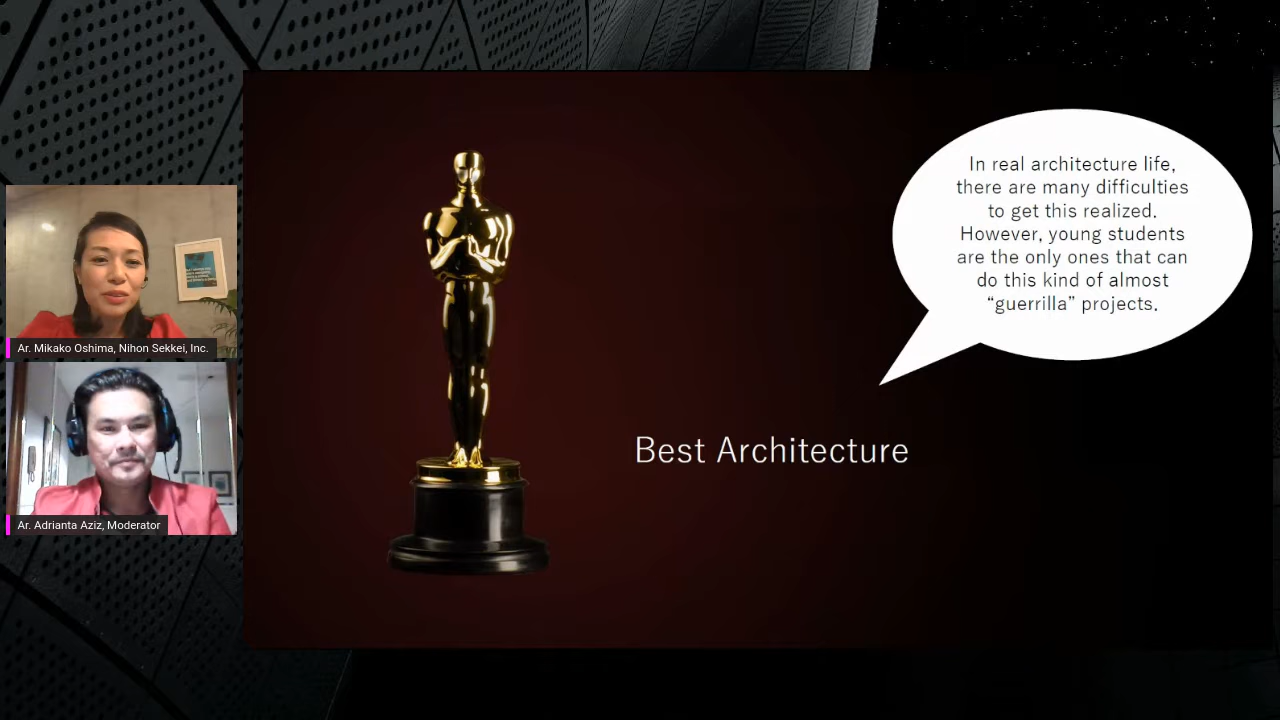 In real architecture life,
there are many difficulties
to get this realized.
However, young students
are the only ones that can
do this kind of almost
“guerrilla” projects.
Best Architecture
Ar. Mikako Oshima, Nihon Sekkei, Inc.
Ar. Adrianta Aziz, Moderator